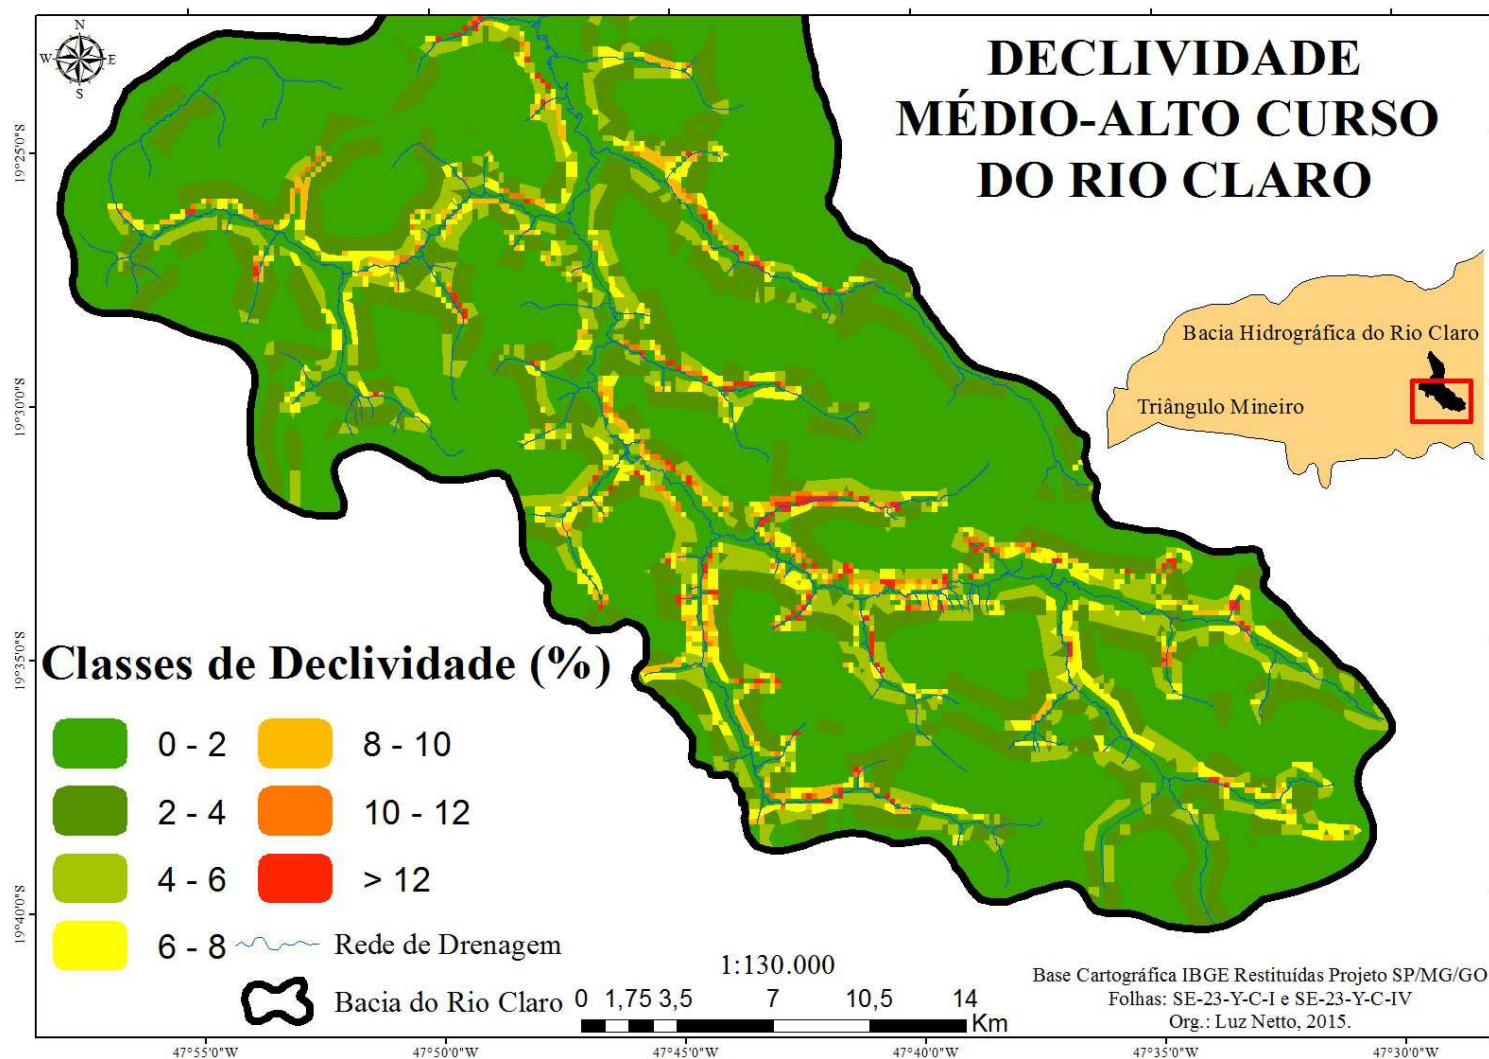 N
W
E
S
DECLIVIDADE
MÉDIO-ALTO CURSO
DO RIO CLARO
19°25'0"S
19°30'0"S
19°35'0"S
19°40'0"S
Bacia Hidrográfica do Rio Claro
Triângulo Mineiro
Classes de Declividade (%)
0 - 2
8 - 10
2 - 4
10 - 12
4 - 6
> 12
6 - 8
Rede de Drenagem
Bacia do Rio Claro
1:130.000
0 1,75 3,5 7 10,5 14
Km
Base Cartográfica IBGE Restituídas Projeto SP/MG/GO
Folhas: SE-23-Y-C-I e SE-23-Y-C-IV
Org.: Luz Netto, 2015.
47°55'0"W 47°50'0"W 47°45'0"W 47°40'0"W 47°35'0"W 47°30'0"W